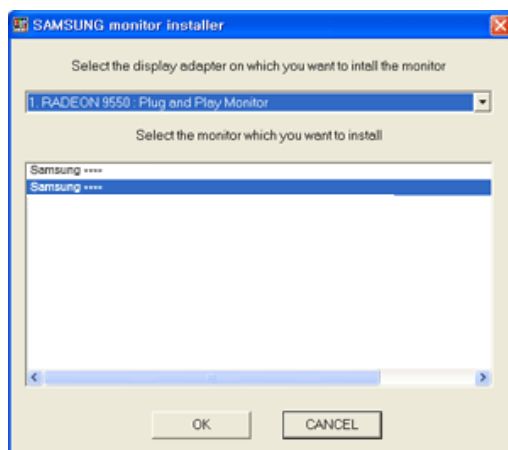 SAMSUNG monitor installer
Select the display adapter on which you want to intall the monitor
1. RADEON 9550 : Plug and Play Monitor
Select the monitor which you want to install
Samsung ****
Samsung ****
OK
CANCEL